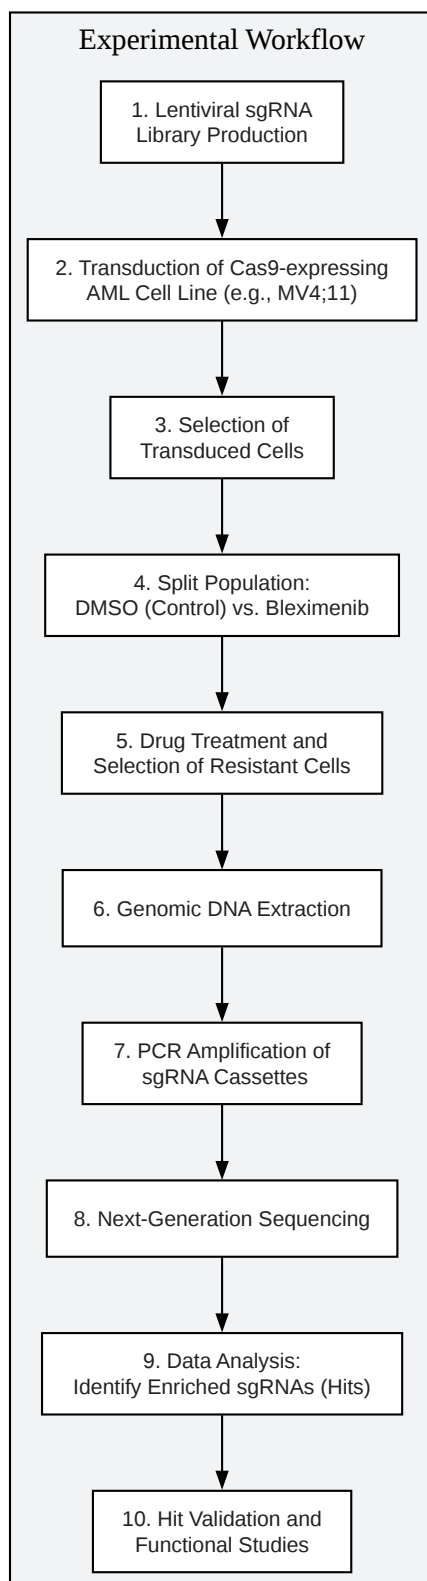 Experimental Workflow
1. Lentiviral sgRNA
Library Production
2. Transduction of Cas9-expressing
AML Cell Line (e.g., MV4;11)
3. Selection of
Transduced Cells
4. Split Population:
DMSO (Control) vs. Bleximenib
5. Drug Treatment and
Selection of Resistant Cells
6. Genomic DNA Extraction
7. PCR Amplification of
sgRNA Cassettes
8. Next-Generation Sequencing
9. Data Analysis:
Identify Enriched sgRNAs (Hits)
10. Hit Validation and
Functional Studies